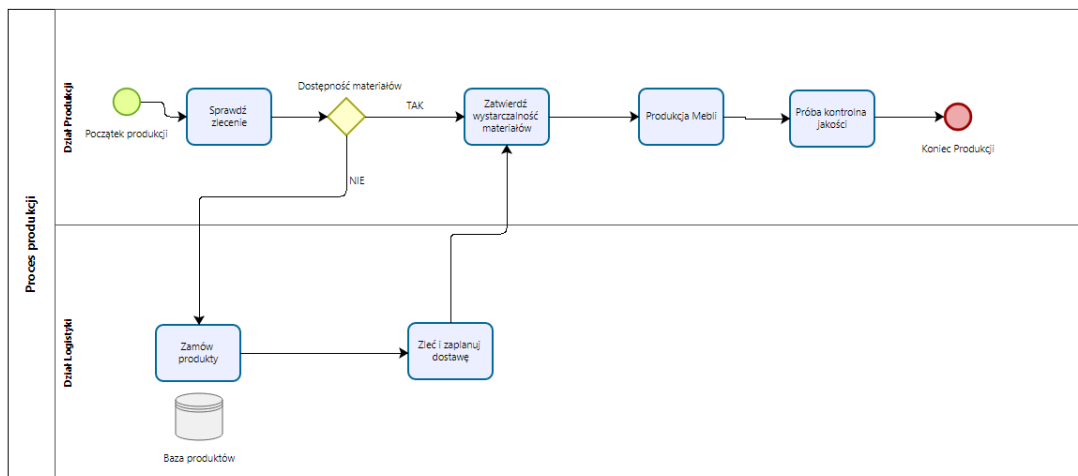 Proces produkcji
Dział Produkcji
Początek produkcji
Sprawdź
zlecenie
Dostępność materiałów
TAK
NIE
Zatwierdź
wystarczalność
materiałów
Produkcja Mebli
Próba kontrolna
jakości
Koniec Produkcji
Dział Logistyki
Zamów
produkty
Baza produktów
Zleć i zaplanuj
dostawę